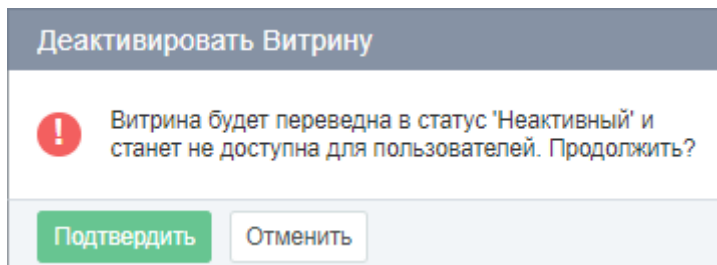 Деактивировать Витрину
!
Витрина будет переведна в статус 'Неактивный' и
станет не доступна для пользователей. Продолжить?
Подтвердить Отменить